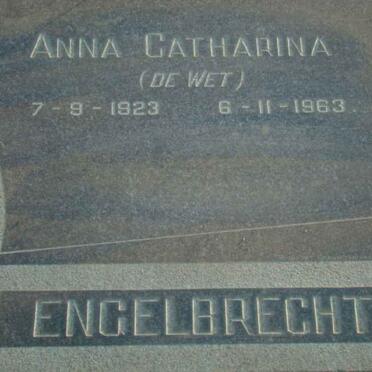 ANNA CATHARINA
(DE WET)
7-9-1923 6-11-1963.
ENGELBRECHT